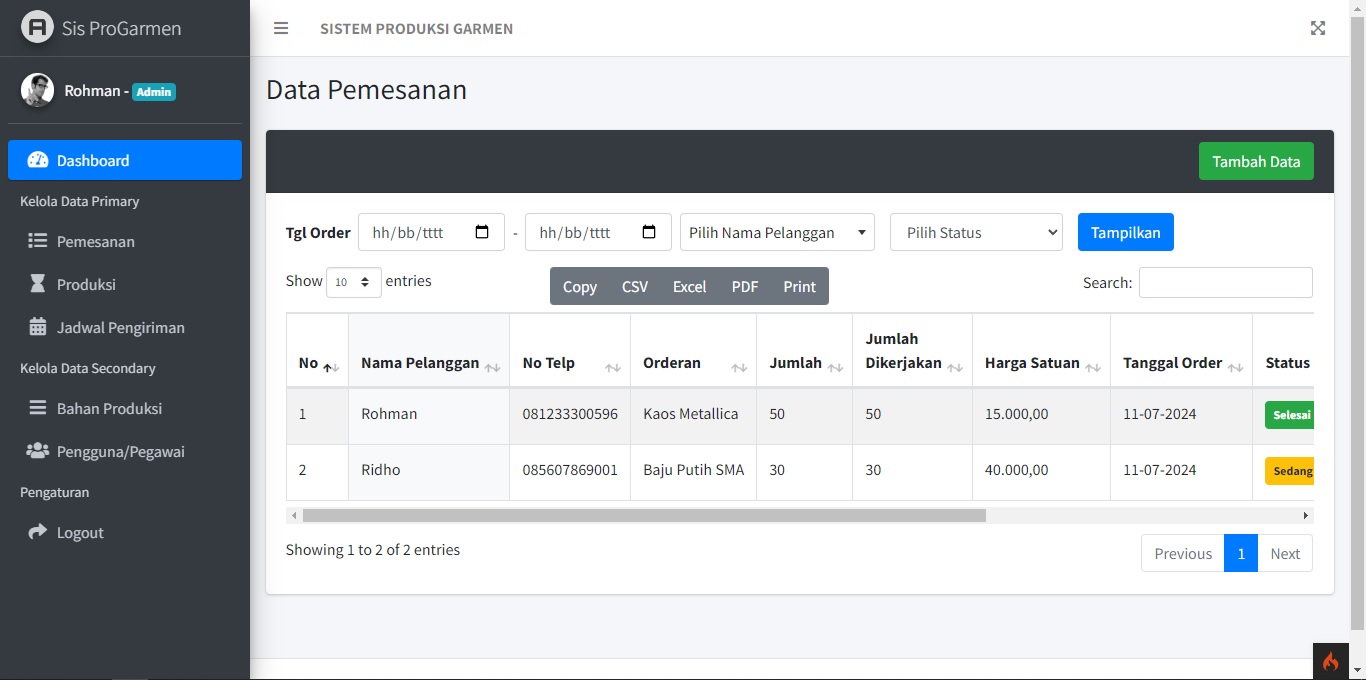 Sis ProGarmen
SISTEM PRODUKSI GARMEN
Rohman - Admin
Dashboard
Kelola Data Primary
Pemesanan
Produksi
Jadwal Pengiriman
Kelola Data Secondary
Bahan Produksi
Pengguna/Pegawai
Pengaturan
Logout
Data Pemesanan
Tambah Data
Tgl Order hh/bb/tttt - hh/bb/tttt Pilih Nama Pelanggan Pilih Status Tampilkan
Show 10 entries Copy CSV Excel PDF Print Search:
No Nama Pelanggan No Telp Orderan Jumlah Jumlah Dikerjakan Harga Satuan Tanggal Order Status
1 Rohman 081233300596 Kaos Metallica 50 50 15.000,00 11-07-2024 Selesai
2 Ridho 085607869001 Baju Putih SMA 30 30 40.000,00 11-07-2024 Sedang
Showing 1 to 2 of 2 entries Previous 1 Next